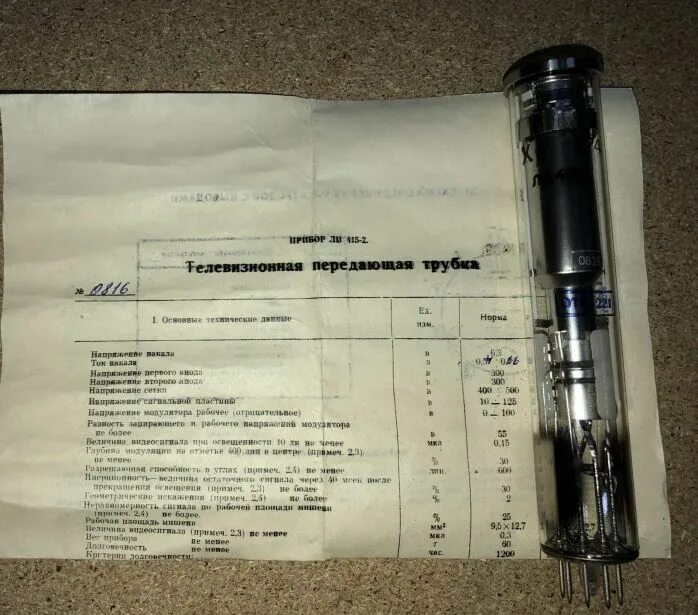 ПРИБОР ЛИ 415-2.
Телевизионная передающая трубка
№ 0816
I. Основные технические данные
Ед. изм.
Норма
Напряжение накала в 6,3
Ток накала а
Напряжение первого анода в 300
Напряжение второго анода в 300
Напряжение сетки в 400 : 500
Напряжение сигнальной пластины в 10 — 125
Напряжение модулятора рабочее (отрицательное) в 0 — 100
Разность запирающего и рабочего напряжений модулятора
не более в 55
Величина видеосигнала при освещенности 10 лк не менее мка 0,15
Глубина модуляции на отметке 400 лин в центре (примеч. 2,3)
не менее % 30
Разрешающая способность в углах (примеч. 2,4) не менее лин. 600
Инерционность—величина остаточного сигнала через 40 мсек после
прекращения освещения (примеч. 2,3) не более % 30
Геометрические искажения (примеч. 2,4) не более % 2
Неравномерность сигнала по рабочей площади мишени
(примеч. 2,4) не более. % 25
Рабочая площадь мишени мм² 9,5×12,7
Величина видеосигнала (примеч. 2,3) не менее мка 0,3
Вес прибора не более г 60
Долговечность не менее час. 1200
Критерии долговечности:
0816